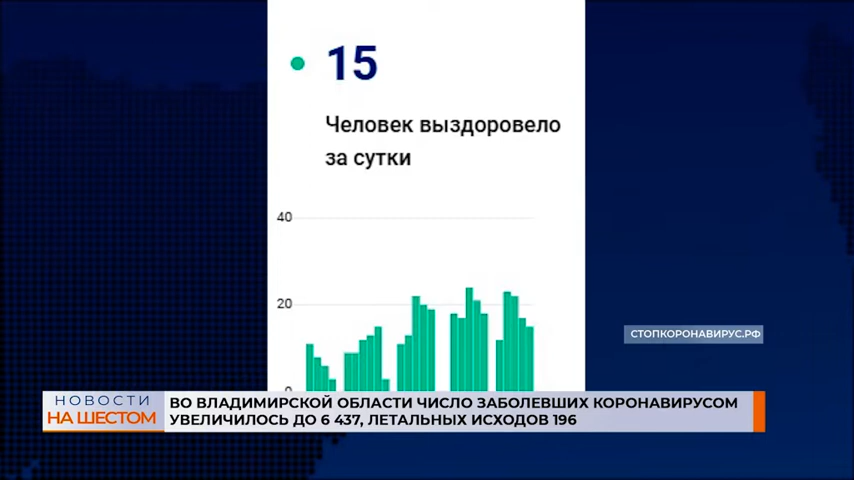 15
Человек выздоровело
за сутки
40
20
0
СТОПКОРОНАВИРУС.РФ
НОВОСТИ
НА ШЕСТОМ
ВО ВЛАДИМИРСКОЙ ОБЛАСТИ ЧИСЛО ЗАБОЛЕВШИХ КОРОНАВИРУСОМ
УВЕЛИЧИЛОСЬ ДО 6 437, ЛЕТАЛЬНЫХ ИСХОДОВ 196